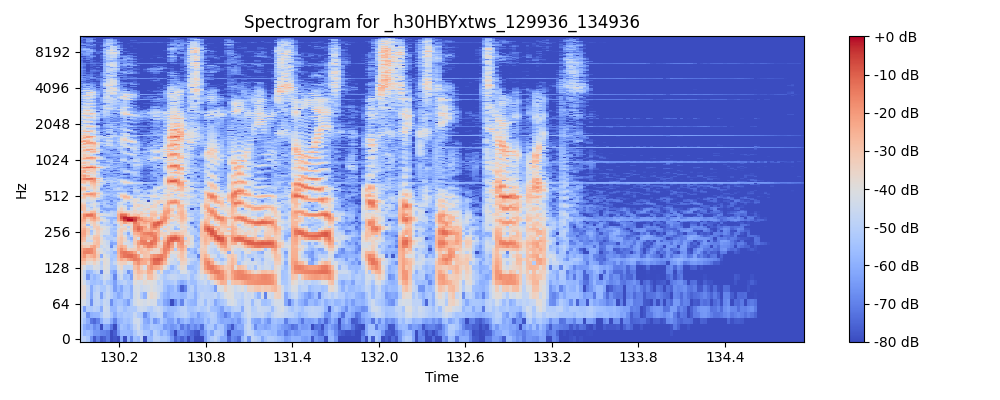 Spectrogram for _h30HBYxtws_129936_134936
Hz
8192
4096
2048
1024
512
256
128
64
0
130.2 130.8 131.4 132.0 132.6 133.2 133.8 134.4
Time
+0 dB
-10 dB
-20 dB
-30 dB
-40 dB
-50 dB
-60 dB
-70 dB
-80 dB